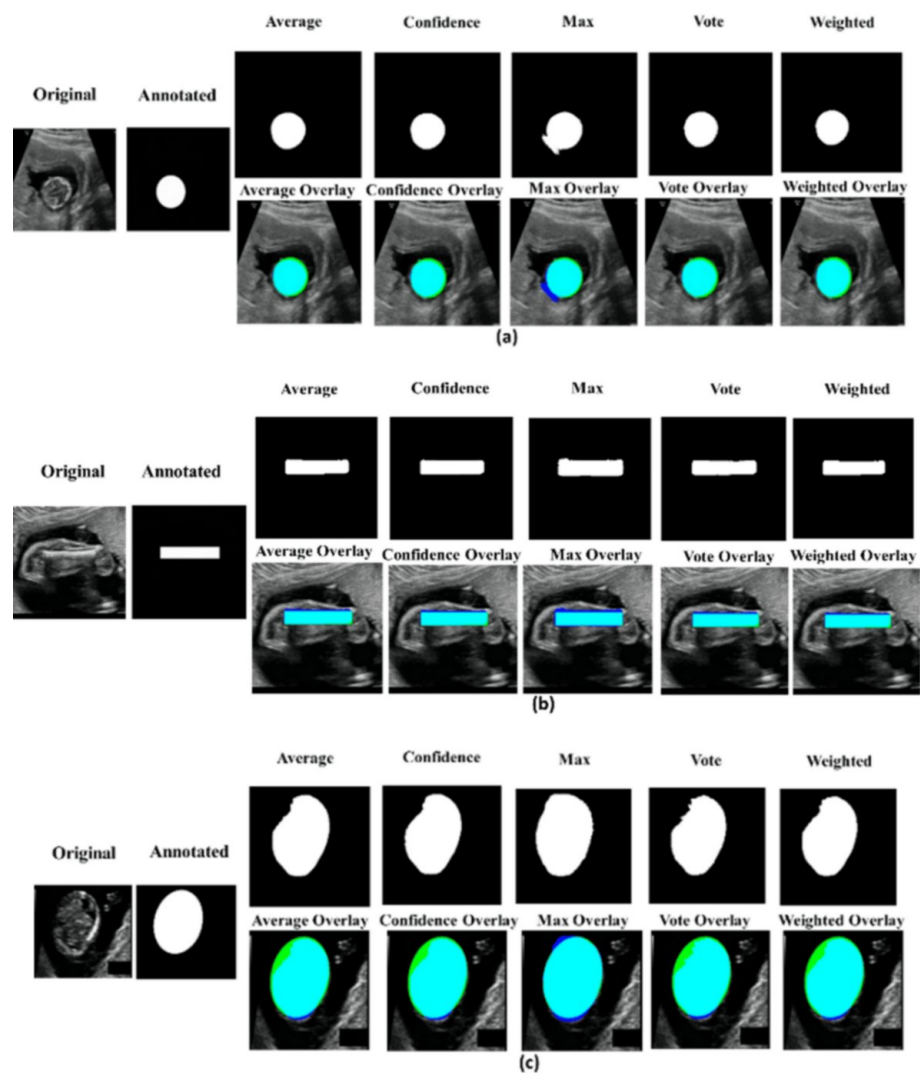 Average Confidence Max Vote Weighted
Original Annotated
Average Overlay Confidence Overlay Max Overlay Vote Overlay Weighted Overlay
(a)
Average Confidence Max Vote Weighted
Original Annotated
Average Overlay Confidence Overlay Max Overlay Vote Overlay Weighted Overlay
(b)
Average Confidence Max Vote Weighted
Original Annotated
Average Overlay Confidence Overlay Max Overlay Vote Overlay Weighted Overlay
(c)